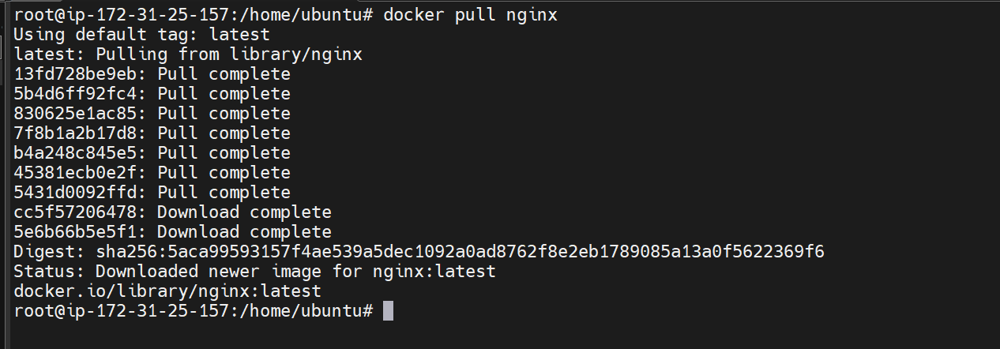 root@ip-172-31-25-157:/home/ubuntu# docker pull nginx
Using default tag: latest
latest: Pulling from library/nginx
13fd728be9eb: Pull complete
5b4d6ff92fc4: Pull complete
830625e1ac85: Pull complete
7f8b1a2b17d8: Pull complete
b4a248c845e5: Pull complete
45381ecb0e2f: Pull complete
5431d0092ffd: Pull complete
cc5f57206478: Download complete
5e6b66b5e5f1: Download complete
Digest: sha256:5aca99593157f4ae539a5dec1092a0ad8762f8e2eb1789085a13a0f5622369f6
Status: Downloaded newer image for nginx:latest
docker.io/library/nginx:latest
root@ip-172-31-25-157:/home/ubuntu#